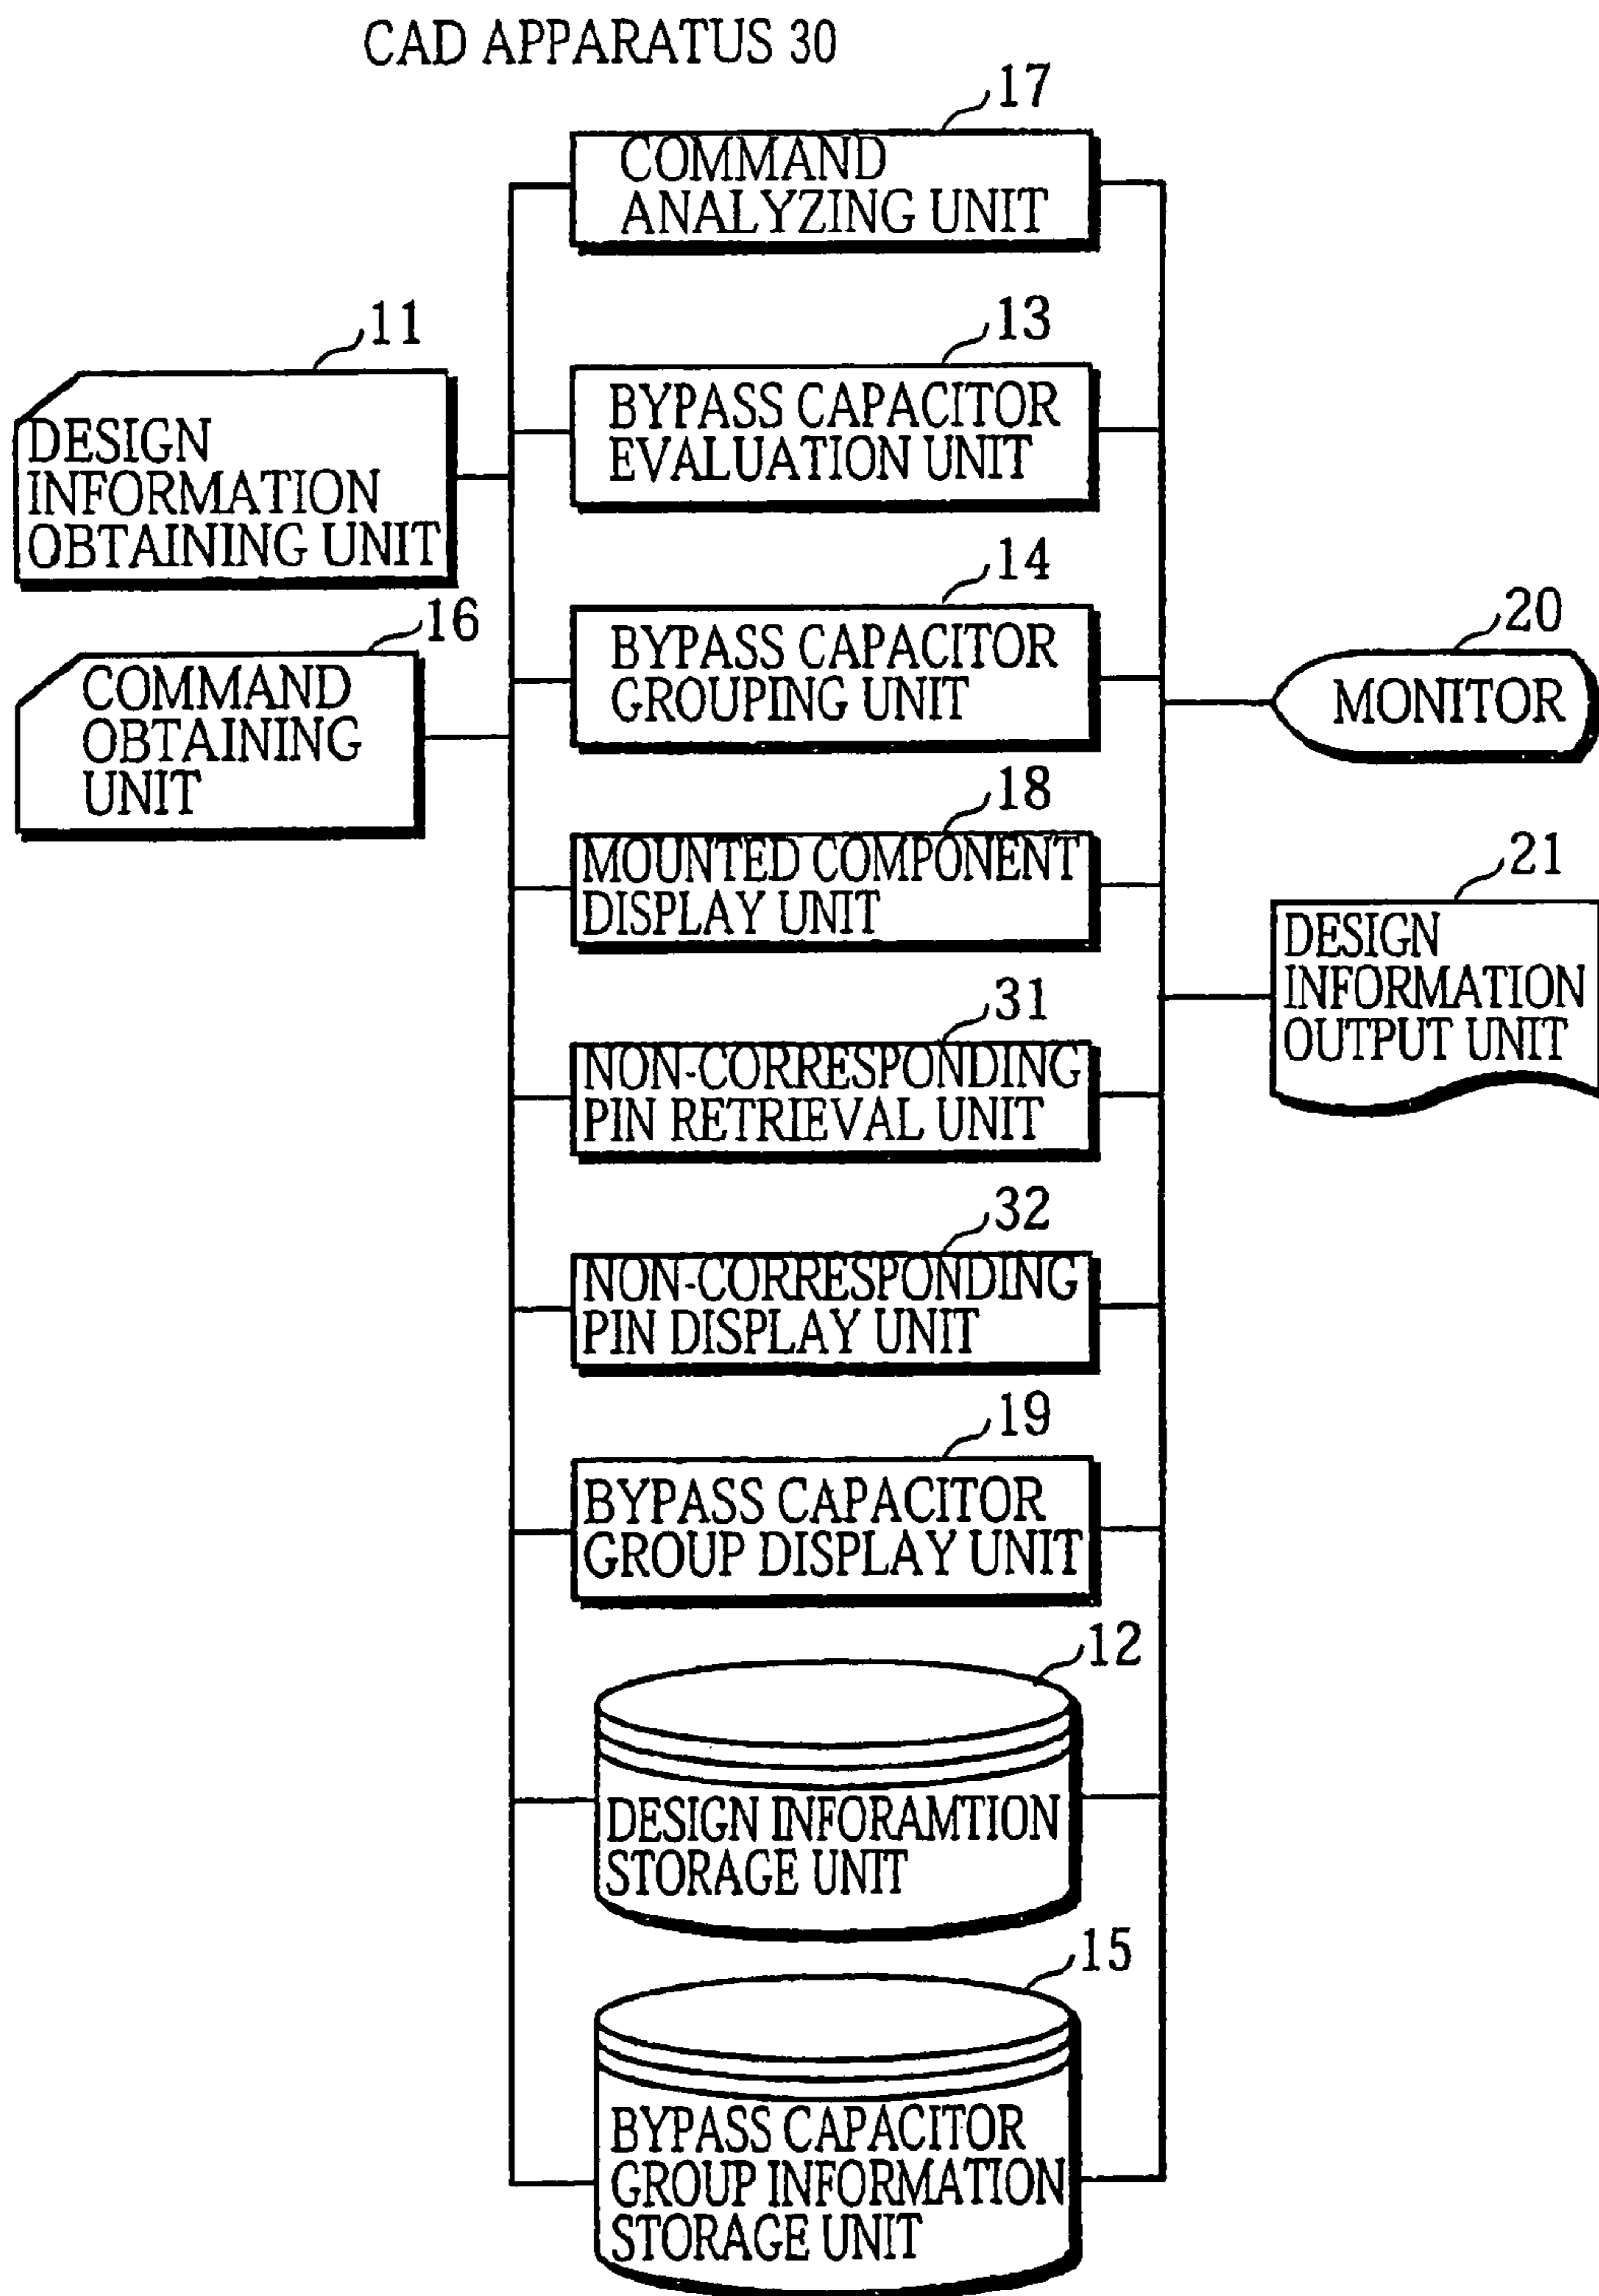 CAD APPARATUS 30
17
COMMAND
ANALYZING UNIT
11
DESIGN
INFORMATION
OBTAINING UNIT
13
BYPASS CAPACITOR
EVALUATION UNIT
16
COMMAND
OBTAINING
UNIT
14
BYPASS CAPACITOR
GROUPING UNIT
20
MONITOR
18
MOUNTED COMPONENT
DISPLAY UNIT
21
DESIGN
INFORMATION
OUTPUT UNIT
31
NON-CORRESPONDING
PIN RETRIEVAL UNIT
32
NON-CORRESPONDING
PIN DISPLAY UNIT
19
BYPASS CAPACITOR
GROUP DISPLAY UNIT
12
DESIGN INFORAMTION
STORAGE UNIT
15
BYPASS CAPACITOR
GROUP INFORMATION
STORAGE UNIT